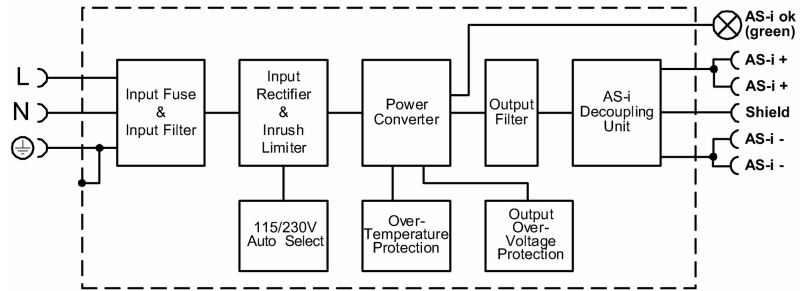 AS-i ok
(green)
L
N
Input Fuse
&
Input Filter
Input
Rectifier
&
Inrush
Limiter
Power
Converter
Output
Filter
AS-i
Decoupling
Unit
AS-i +
AS-i +
Shield
AS-i -
AS-i -
115/230V
Auto Select
Over-
Temperature
Protection
Output
Over-
Voltage
Protection